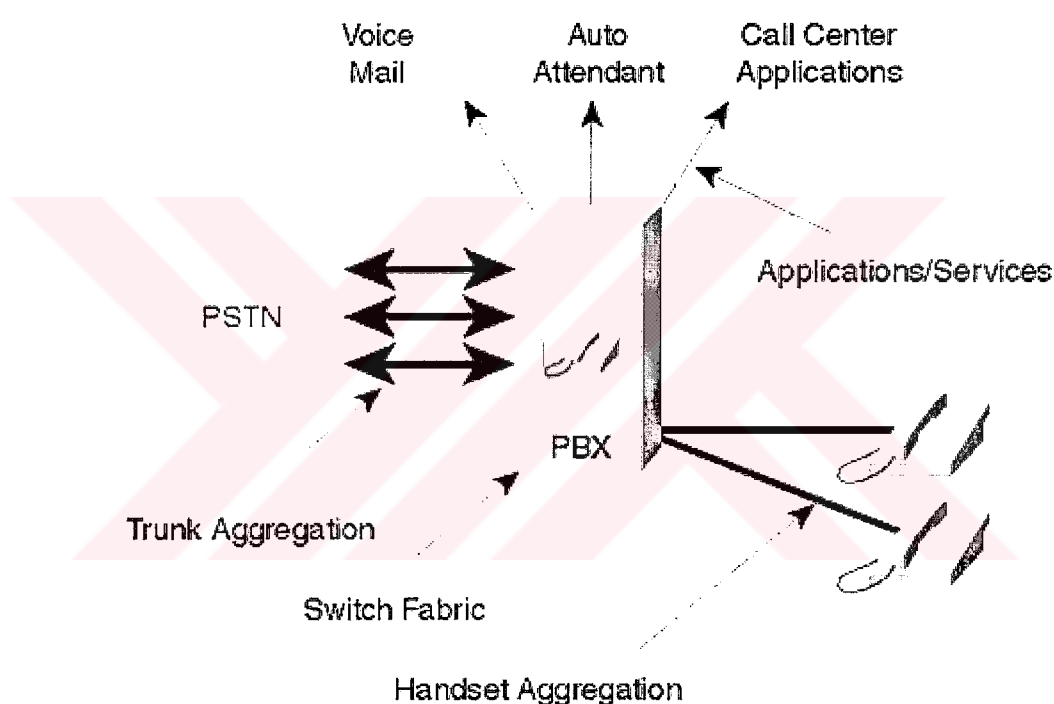 Voice
Mail
Auto
Attendant
Call Center
Applications
Applications/Services
PSTN
PBX
Trunk Aggregation
Switch Fabric
Handset Aggregation